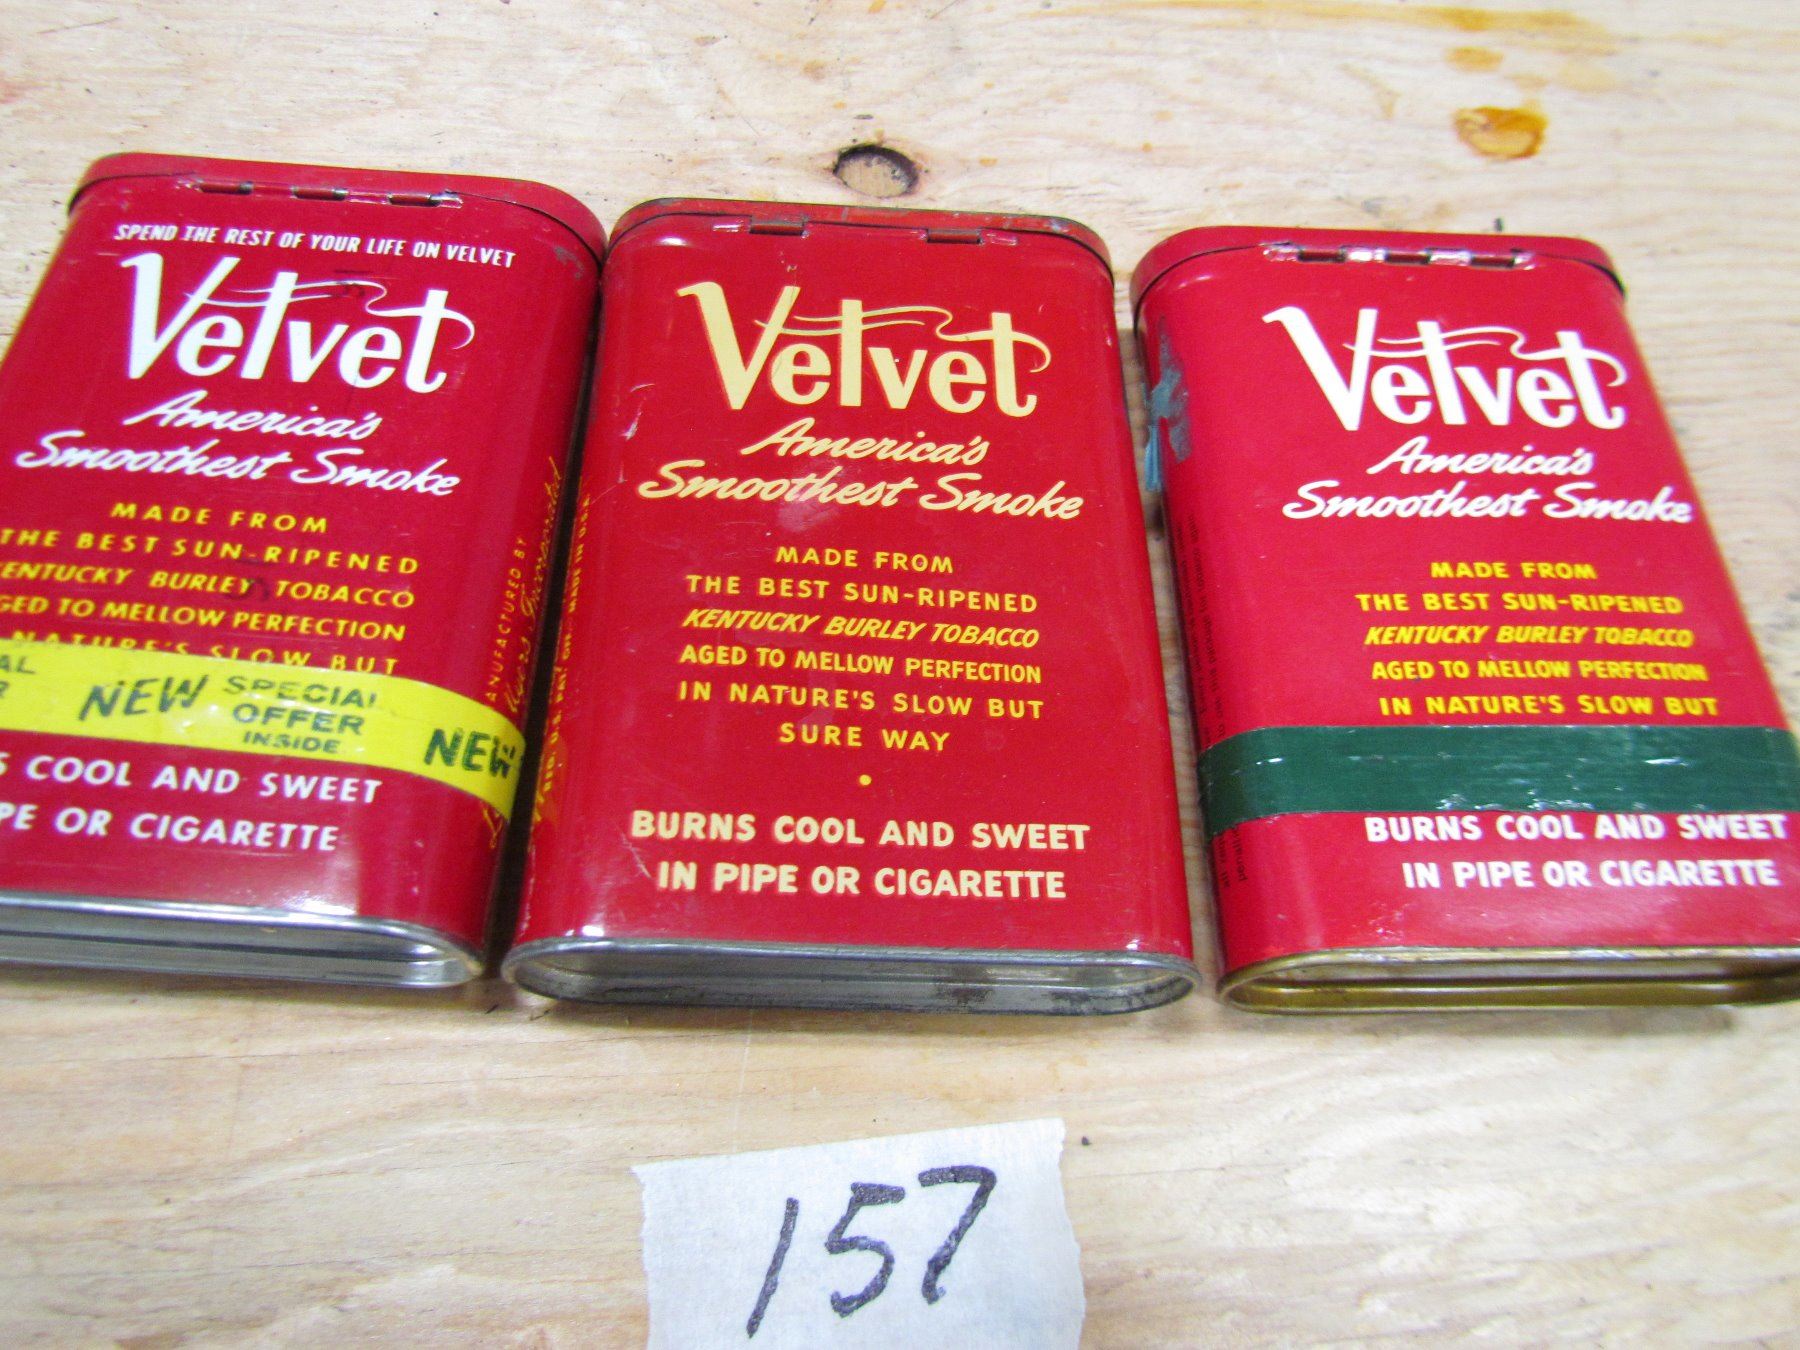 SPEND THE REST OF YOUR LIFE ON VELVET
Velvet
America's
Smoothest Smoke
MADE FROM
THE BEST SUN-RIPENED
KENTUCKY BURLEY TOBACCO
AGED TO MELLOW PERFECTION
NATURE'S SLOW BUT
NEW SPECIAL
OFFER
INSIDE
NEW
COOL AND SWEET
OR CIGARETTE
MANUFACTURED BY
Velvet
America's
Smoothest Smoke
MADE FROM
THE BEST SUN-RIPENED
KENTUCKY BURLEY TOBACCO
AGED TO MELLOW PERFECTION
IN NATURE'S SLOW BUT
SURE WAY
•
BURNS COOL AND SWEET
IN PIPE OR CIGARETTE
Velvet
America's
Smoothest Smoke
MADE FROM
THE BEST SUN-RIPENED
KENTUCKY BURLEY TOBACCO
AGED TO MELLOW PERFECTION
IN NATURE'S SLOW BUT
BURNS COOL AND SWEET
IN PIPE OR CIGARETTE
157